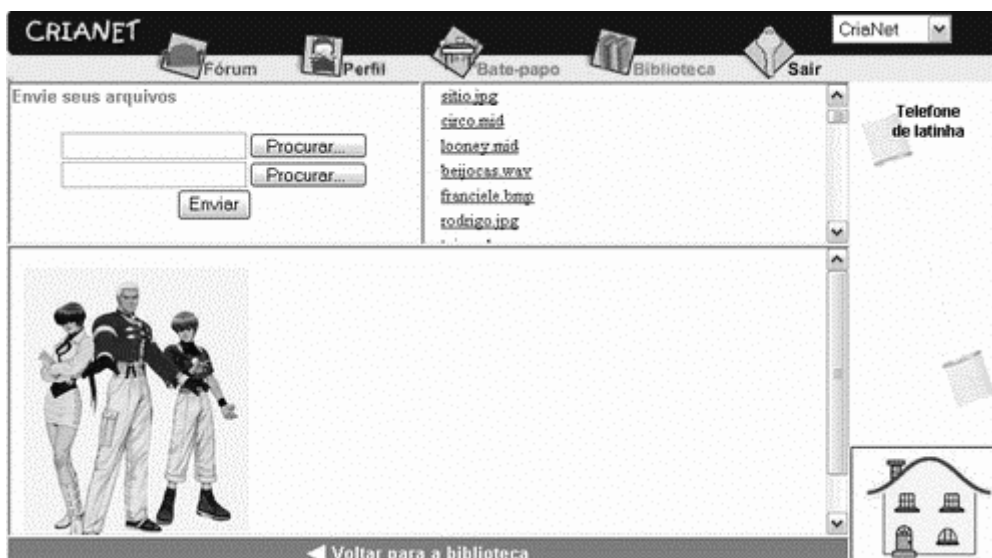 CRIANET
CriaNet
Fórum
Perfil
Bate-papo
Biblioteca
Sair
Envie seus arquivos
Procurar...
Procurar...
Enviar
sitio.jpg
circo.mid
looney.mid
beijocas.wav
franciele.bmp
rodrigo.jpg
Telefone
de latinha
Voltar para a biblioteca